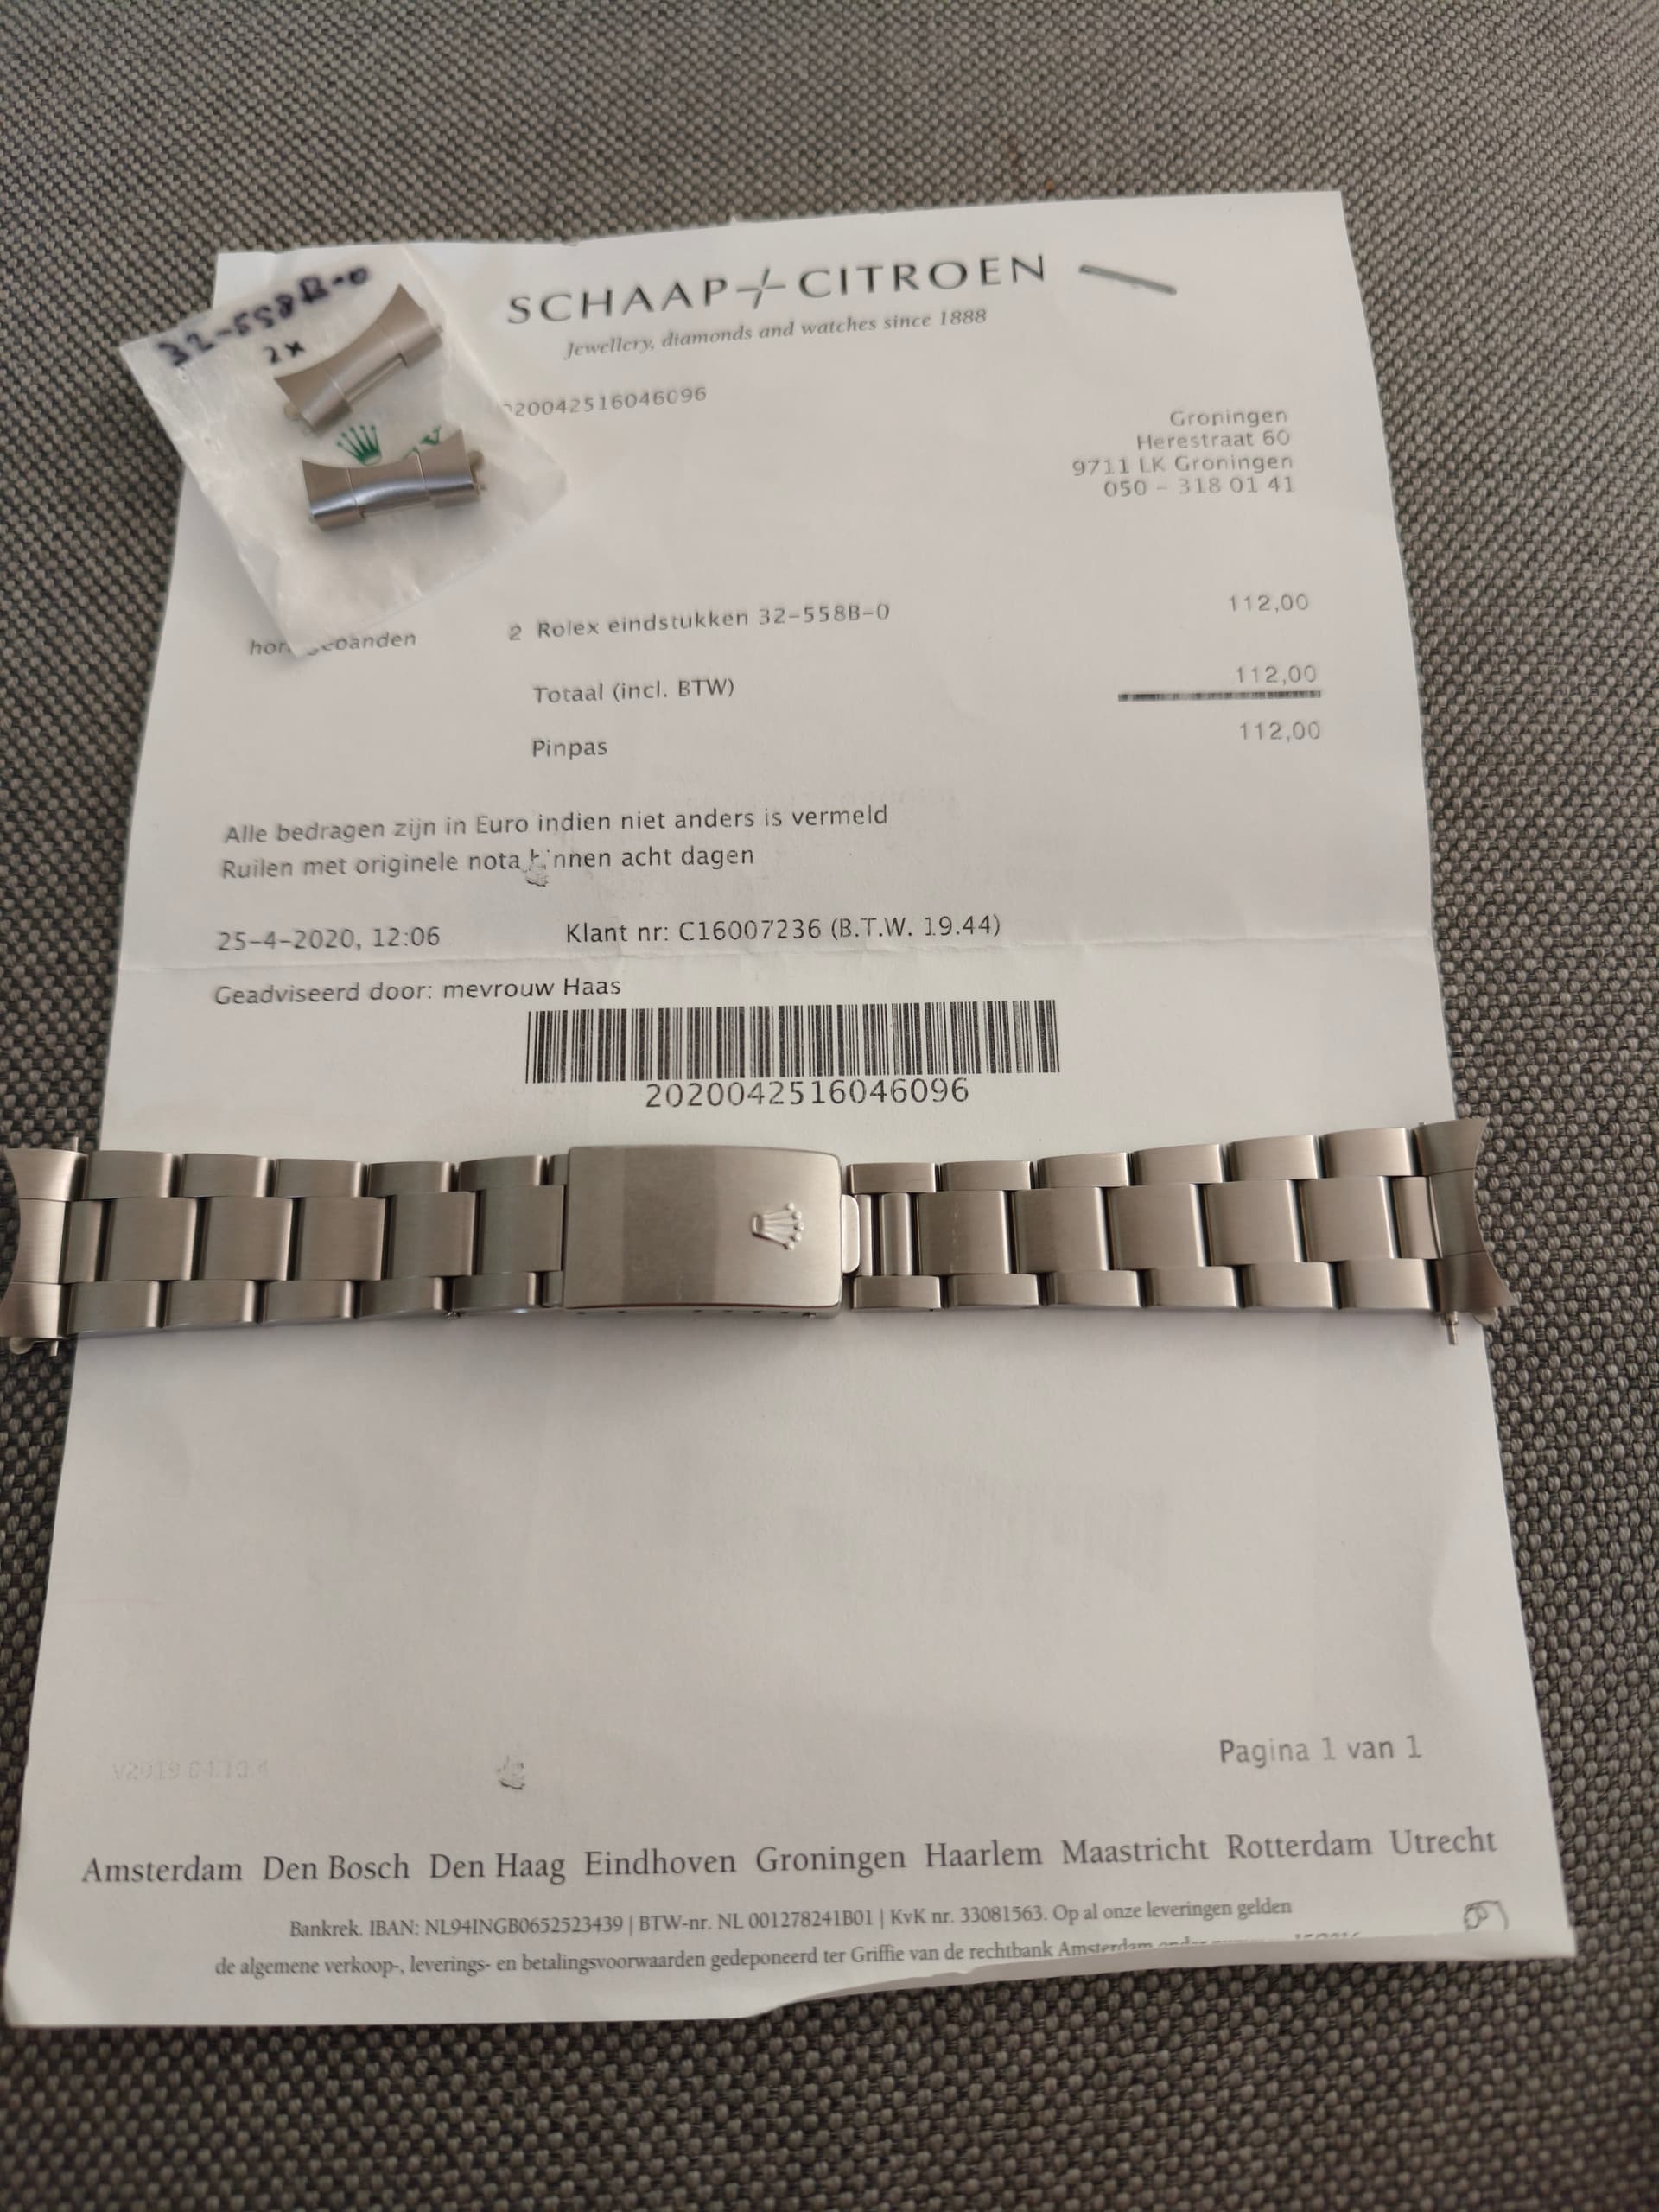 32-558B-0
2x
SCHAAP+CITROEN
Jewellery, diamonds and watches since 1888
020042516046096
Groningen
Herestraat 60
9711 LK Groningen
050 - 318 01 41
2 Rolex eindstukken 32-558B-0 112,00
Totaal (incl. BTW) 112,00
Pinpas 112,00
Alle bedragen zijn in Euro indien niet anders is vermeld
Ruilen met originele nota binnen acht dagen
25-4-2020, 12:06 Klant nr: C16007236 (B.T.W. 19.44)
Geadviseerd door: mevrouw Haas
2020042516046096
Pagina 1 van 1
Amsterdam Den Bosch Den Haag Eindhoven Groningen Haarlem Maastricht Rotterdam Utrecht
Bankrek. IBAN: NL94INGB0652523439 | BTW-nr. NL 001278241B01 | KvK nr. 33081563. Op al onze leveringen gelden
de algemene verkoop-, leverings- en betalingsvoorwaarden gedeponeerd ter Griffie van de rechtbank Amsterdam